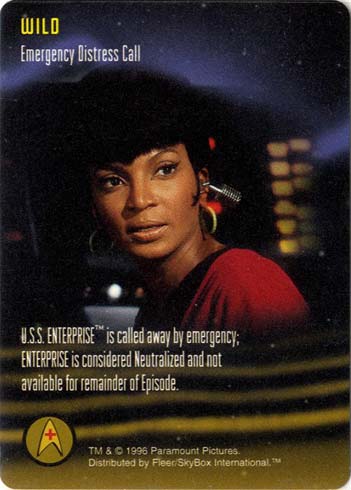 WILD
Emergency Distress Call
U.S.S. ENTERPRISE™ is called away by emergency;
ENTERPRISE is considered Neutralized and not
available for remainder of Episode.
TM & © 1996 Paramount Pictures.
Distributed by Fleer/SkyBox International.™